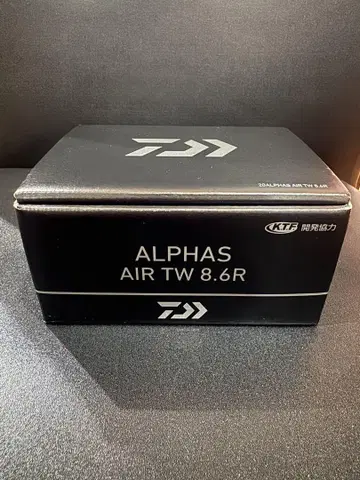 20ALPHAS AIR TW 8.6R
KTF 開発協力
ALPHAS
AIR TW 8.6R